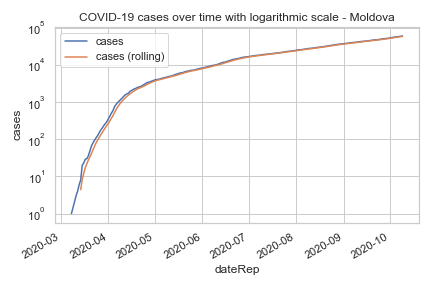 COVID-19 cases over time with logarithmic scale - Moldova
cases
cases (rolling)
10^5
10^4
10^3
10^2
10^1
10^0
cases
2020-03
2020-04
2020-05
2020-06
2020-07
2020-08
2020-09
2020-10
dateRep